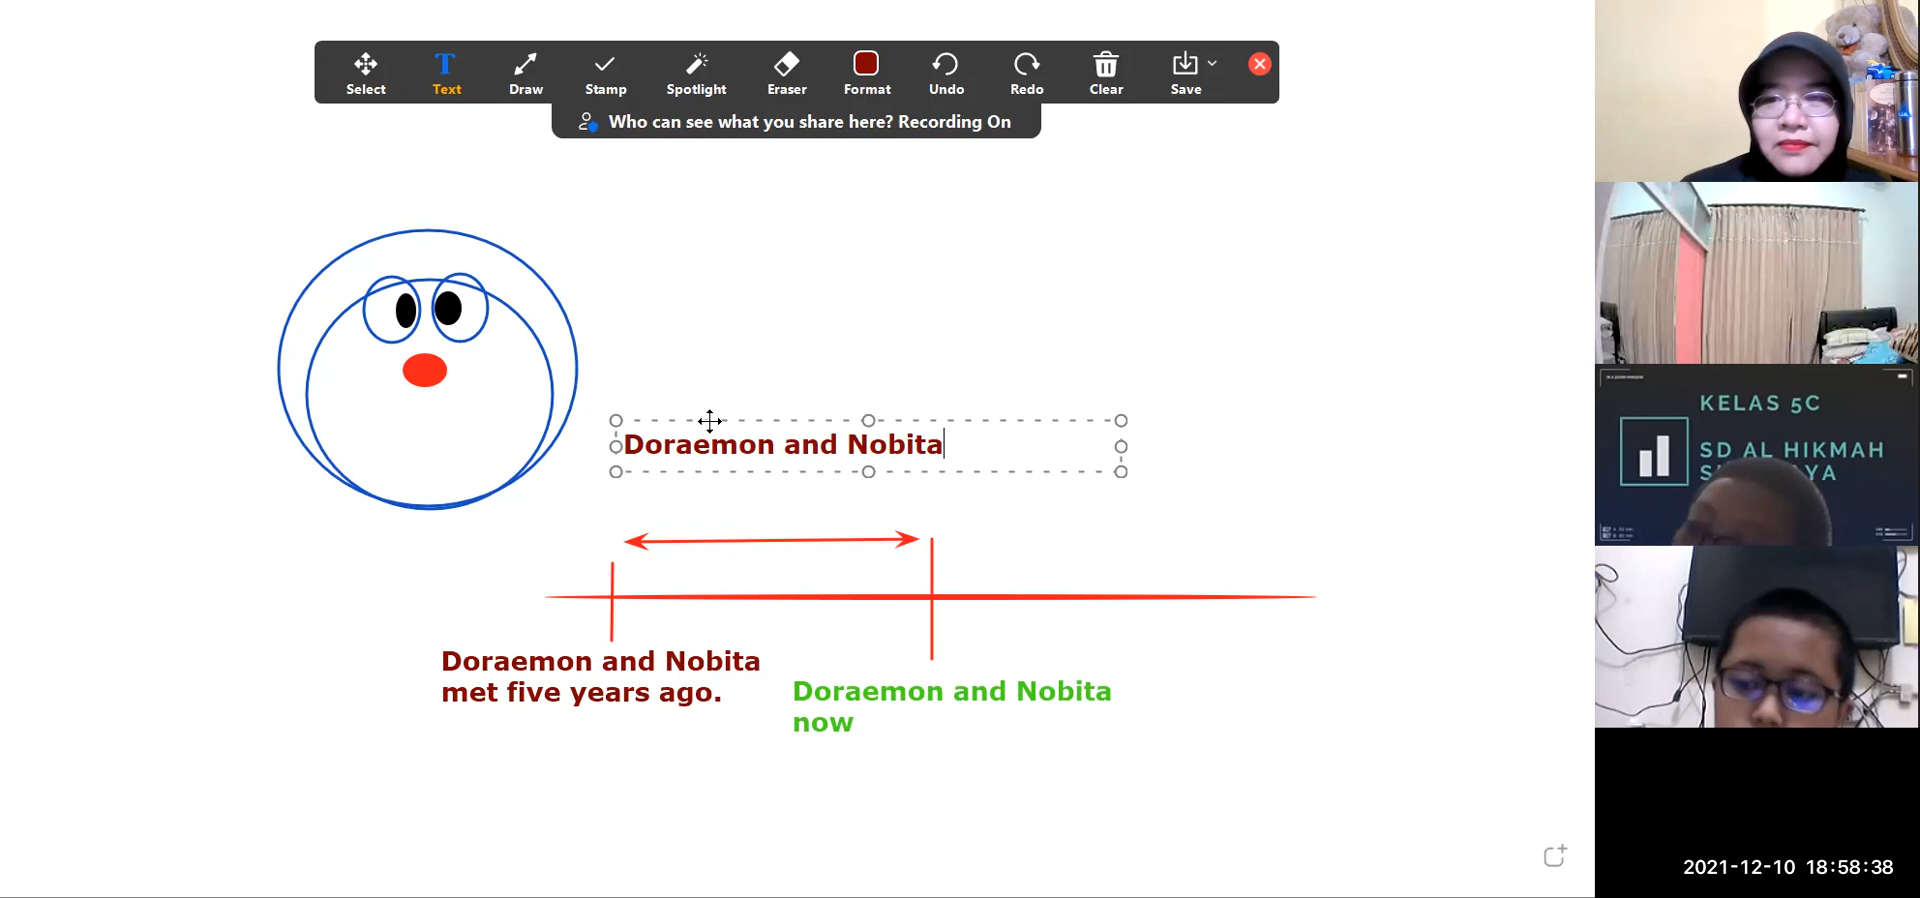 Select Text Draw Stamp Spotlight Eraser Format Undo Redo Clear Save
Who can see what you share here? Recording On
Doraemon and Nobita
Doraemon and Nobita
met five years ago.
Doraemon and Nobita
now
KELAS 5C
SD AL HIKMAH
2021-12-10 18:58:38